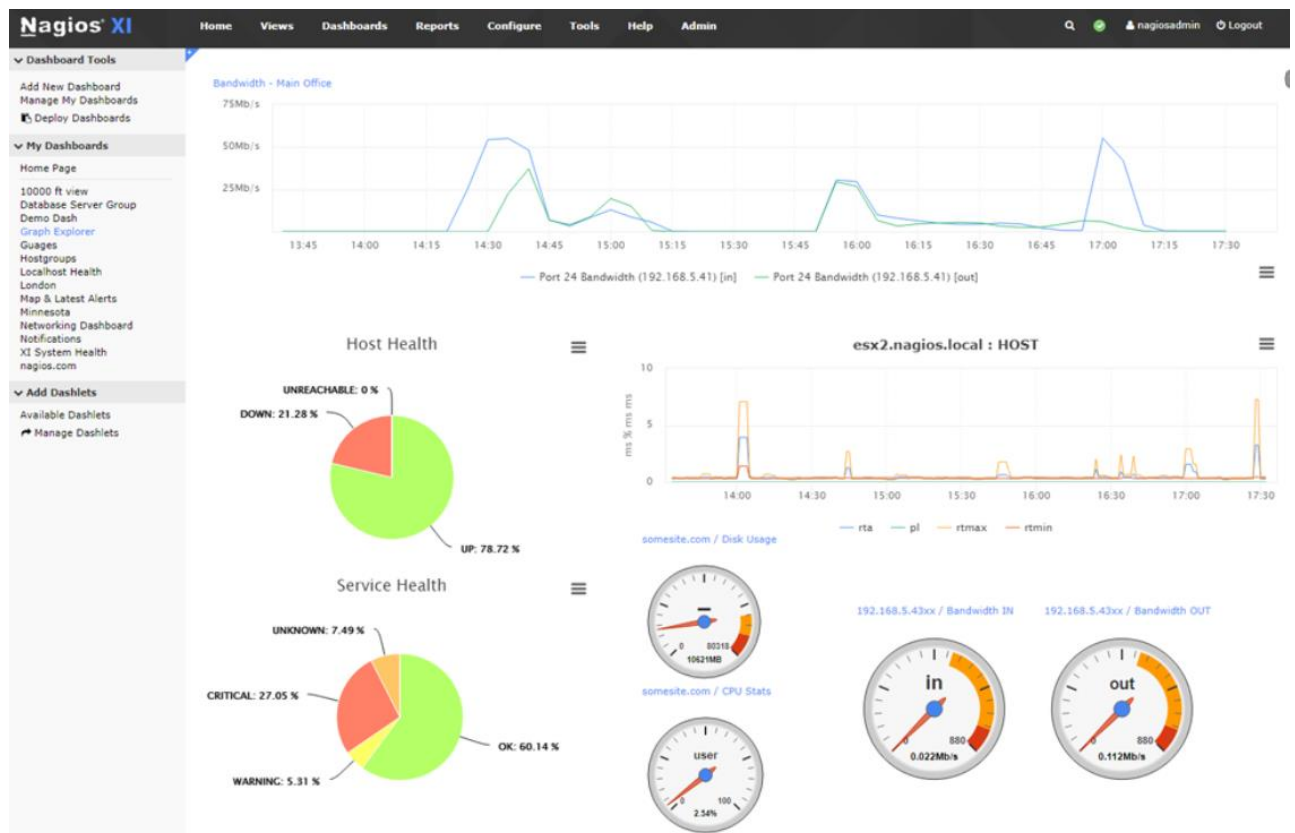 Nagios XI
Home Views Dashboards Reports Configure Tools Help Admin
nagiosadmin Logout
Dashboard Tools
Add New Dashboard
Manage My Dashboards
Deploy Dashboards
My Dashboards
Home Page
10000 ft view
Database Server Group
Demo Dash
Graph Explorer
Guages
Hostgroups
Localhost Health
London
Map & Latest Alerts
Minnesota
Networking Dashboard
Notifications
XI System Health
nagios.com
Add Dashlets
Available Dashlets
Manage Dashlets
Bandwidth - Main Office
75Mb/s
50Mb/s
25Mb/s
13:45 14:00 14:15 14:30 14:45 15:00 15:15 15:30 15:45 16:00 16:15 16:30 16:45 17:00 17:15 17:30
Port 24 Bandwidth (192.168.5.41) [in] Port 24 Bandwidth (192.168.5.41) [out]
Host Health
UNREACHABLE: 0 %
DOWN: 21.28 %
UP: 78.72 %
esx2.nagios.local : HOST
10
5
0
ms % ms ms
14:00 14:30 15:00 15:30 16:00 16:30 17:00 17:30
rta pl rtmax rtmin
Service Health
UNKNOWN: 7.49 %
CRITICAL: 27.05 %
OK: 60.14 %
WARNING: 5.31 %
somesite.com / Disk Usage
0 80318
10621MB
somesite.com / CPU Stats
user
0 100
2.54%
192.168.5.43xx / Bandwidth IN
in
0 880
0.022Mb/s
192.168.5.43xx / Bandwidth OUT
out
0 880
0.112Mb/s